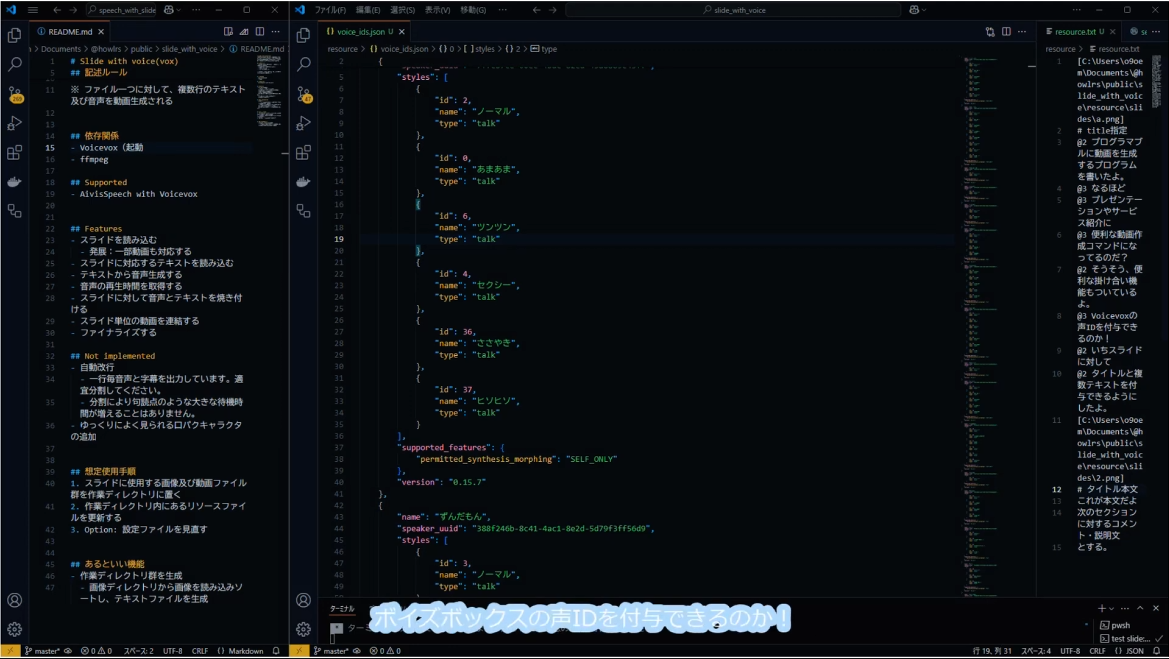 speech_with_slide
README.md
Documents > @howlrs > public > slide_with_voice > README.md
1 # Slide with voice(vox)
5 ## 記述ルール
11 ※ ファイル一つに対して、複数行のテキスト
及び音声を動画生成される
12
13
14 ## 依存関係
15 - Voicevox（起動
16 - ffmpeg
17
18 ## Supported
19 - AivisSpeech with Voicevox
20
21
22 ## Features
23 - スライドを読み込む
24 - 発展：一部動画も対応する
25 - スライドに対応するテキストを読み込む
26 - テキストから音声生成する
27 - 音声の再生時間を取得する
28 - スライドに対して音声とテキストを焼き付
ける
29 - スライド単位の動画を連結する
30 - ファイナライズする
31
32 ## Not implemented
33 - 自動改行
34 - 一行毎音声と字幕を出力しています。適
宜分割してください。
35 - 分割により句読点のような大きな待機時
間が増えることはありません。
36 - ゆっくりによく見られる口パクキャラクタ
の追加
37
38
39 ## 想定使用手順
40 1. スライドに使用する画像及び動画ファイル
群を作業ディレクトリに置く
41 2. 作業ディレクトリ内にあるリソースファイ
ルを更新する
42 3. Option: 設定ファイルを見直す
43
44
45 ## あるといい機能
46 - 作業ディレクトリ群を生成
47 - 画像ディレクトリから画像を読み込みソ
ートし、テキストファイルを生成
master* 0 0 スペース: 2 UTF-8 CRLF {} Markdown
ファイル(F) 編集(E) 選択(S) 表示(V) 移動(G) ···
slide_with_voice
{} voice_ids.json U
resource > {} voice_ids.json > {} 0 > [ ] styles > {} 2 > type
2 {
5 "styles": [
6 {
7 "id": 2,
8 "name": "ノーマル",
9 "type": "talk"
10 },
11 {
12 "id": 0,
13 "name": "あまあま",
14 "type": "talk"
15 },
16 {
17 "id": 6,
18 "name": "ツンツン",
19 "type": "talk"
20 },
21 {
22 "id": 4,
23 "name": "セクシー",
24 "type": "talk"
25 },
26 {
27 "id": 36,
28 "name": "ささやき",
29 "type": "talk"
30 },
31 {
32 "id": 37,
33 "name": "ヒソヒソ",
34 "type": "talk"
35 }
36 ],
37 "supported_features": {
38 "permitted_synthesis_morphing": "SELF_ONLY"
39 },
40 "version": "0.15.7"
41 },
42 {
43 "name": "ずんだもん",
44 "speaker_uuid": "388f246b-8c41-4ac1-8e2d-5d79f3ff56d9",
45 "styles": [
46 {
47 "id": 3,
48 "name": "ノーマル",
49 "type": "talk"
ターミナル
ボイズボックスの声IDを付与できるのか！
pwsh
test slide:...
resource.txt U
resource > resource.txt
1 [C:\Users\o9oe
m\Documents\@h
owlrs\public\s
lide_with_voic
e\resource\sli
des\a.png]
2 # title指定
3 @2 プログラマブ
ルに動画を生成
するプログラム
を書いたよ。
4 @3 なるほど
5 @3 プレゼンテー
ションやサービ
ス紹介に
6 @3 便利な動画作
成コマンドにな
ってるのだ？
7 @2 そうそう、便
利な掛け合い機
能もついている
よ。
8 @3 Voicevoxの
声IDを付与でき
るのか！
9 @2 いちスライド
に対して
10 @2 タイトルと複
数テキストを付
与できるように
したよ。
11 [C:\Users\o9oe
m\Documents\@h
owlrs\public\s
lide_with_voic
e\resource\sli
des\2.png]
12 # タイトル本文
13 これが本文だよ
14 次のセクション
に対するコメン
ト・説明文
15 とする。
master* 0 0 行 19、列 31 スペース: 4 UTF-8 CRLF {} JSON